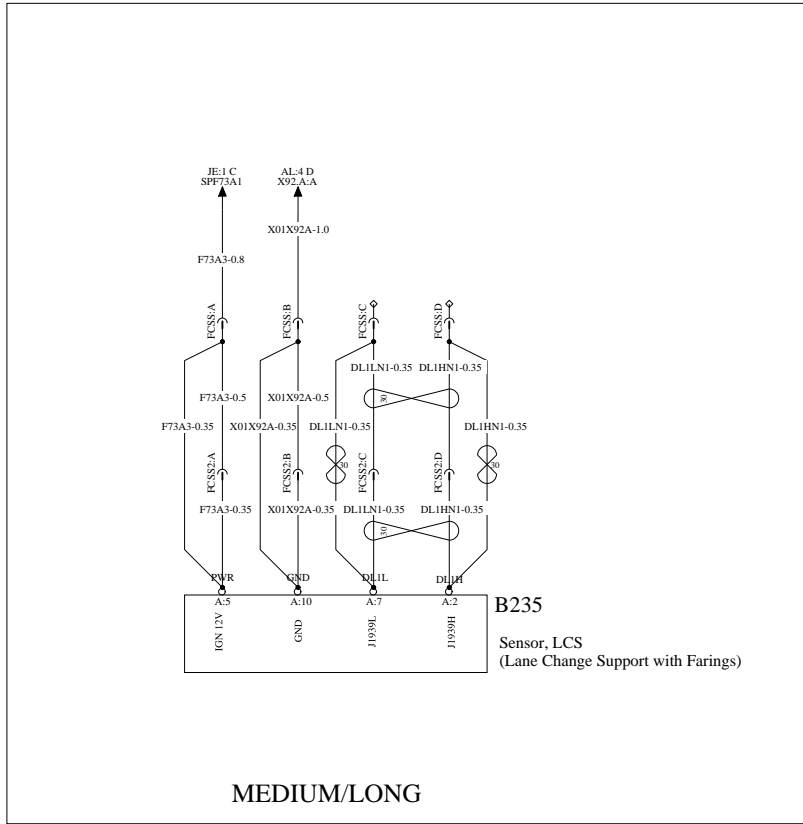 JE:1 C
SPF73A1
AL:4 D
X92.A:A
X01X92A-1.0
F73A3-0.8
FCSS:A
FCSS:B
FCSS:C
FCSS:D
DL1LN1-0.35
DL1HN1-0.35
30
F73A3-0.5
X01X92A-0.5
F73A3-0.35
X01X92A-0.35
DL1LN1-0.35
DL1HN1-0.35
30
30
FCSS2:A
FCSS2:B
FCSS2:C
FCSS2:D
F73A3-0.35
X01X92A-0.35
DL1LN1-0.35
DL1HN1-0.35
30
PWR
GND
DL1L
DL1H
A:5
A:10
A:7
A:2
B235
IGN 12V
GND
J1939L
J1939H
Sensor, LCS
(Lane Change Support with Farings)
MEDIUM/LONG